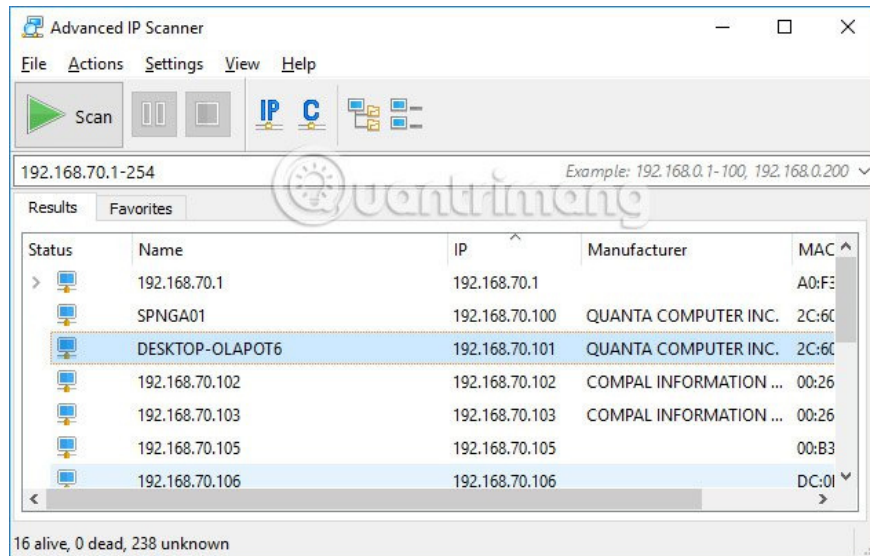 Advanced IP Scanner
File Actions Settings View Help
Scan IP C
192.168.70.1-254 Example: 192.168.0.1-100, 192.168.0.200
Quantrimang
Results Favorites
Status Name IP Manufacturer MAC
192.168.70.1 192.168.70.1 A0:F3
SPNGA01 192.168.70.100 QUANTA COMPUTER INC. 2C:60
DESKTOP-OLAPOT6 192.168.70.101 QUANTA COMPUTER INC. 2C:60
192.168.70.102 192.168.70.102 COMPAL INFORMATION ... 00:26
192.168.70.103 192.168.70.103 COMPAL INFORMATION ... 00:26
192.168.70.105 192.168.70.105 00:B3
192.168.70.106 192.168.70.106
16 alive, 0 dead, 238 unknown